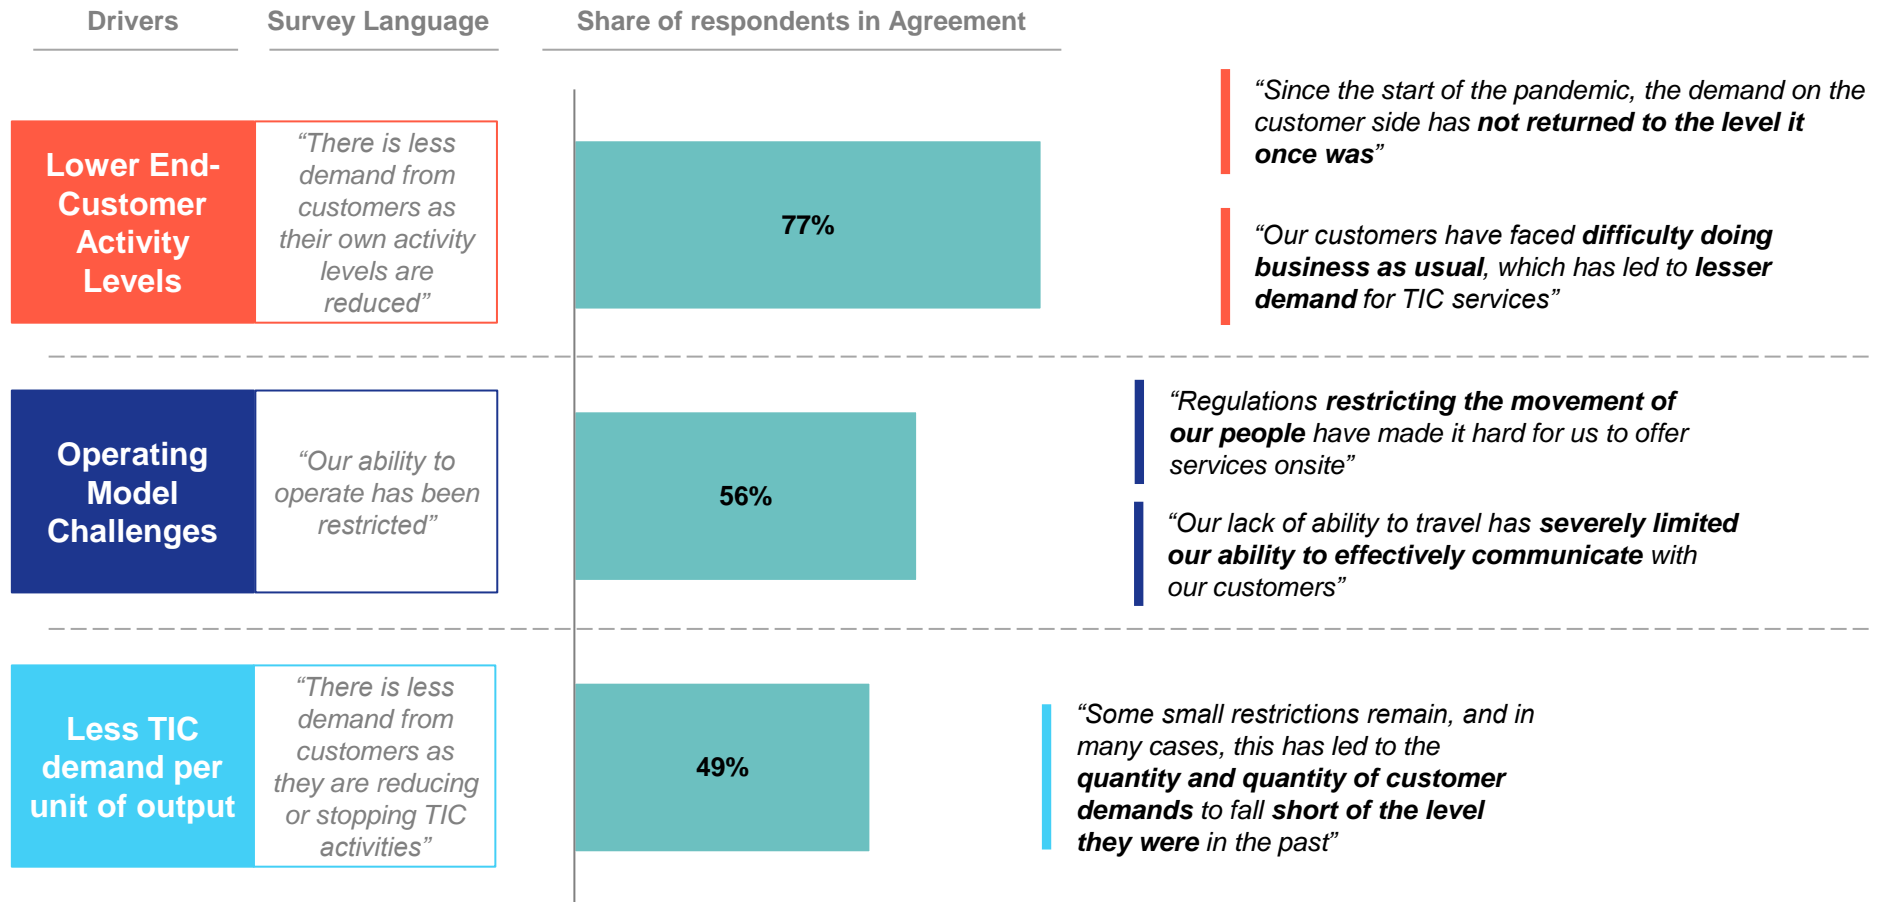 Drivers
Survey Language
Share of respondents in Agreement
Lower End-
Customer
Activity
Levels
“There is less
demand from
customers as
their own activity
levels are
reduced”
77%
“Since the start of the pandemic, the demand on the
customer side has not returned to the level it
once was”
“Our customers have faced difficulty doing
business as usual, which has led to lesser
demand for TIC services”
Operating
Model
Challenges
“Our ability to
operate has been
restricted”
56%
“Regulations restricting the movement of
our people have made it hard for us to offer
services onsite”
“Our lack of ability to travel has severely limited
our ability to effectively communicate with
our customers”
Less TIC
demand per
unit of output
“There is less
demand from
customers as
they are reducing
or stopping TIC
activities”
49%
“Some small restrictions remain, and in
many cases, this has led to the
quantity and quantity of customer
demands to fall short of the level
they were in the past”